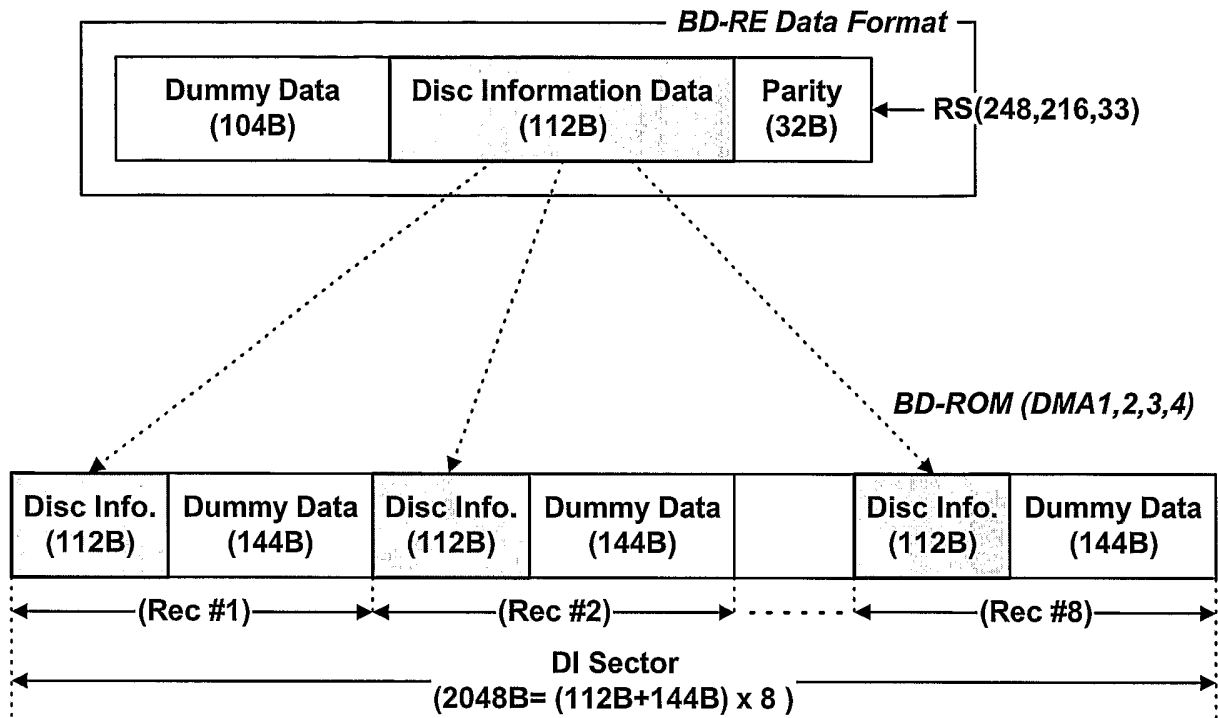 BD-RE Data Format
Dummy Data Disc Information Data Parity
(104B) (112B) (32B)
RS(248,216,33)
BD-ROM (DMA1,2,3,4)
Disc Info. Dummy Data Disc Info. Dummy Data Disc Info. Dummy Data
(112B) (144B) (112B) (144B) (112B) (144B)
(Rec #1) (Rec #2) (Rec #8)
DI Sector
(2048B= (112B+144B) x 8 )